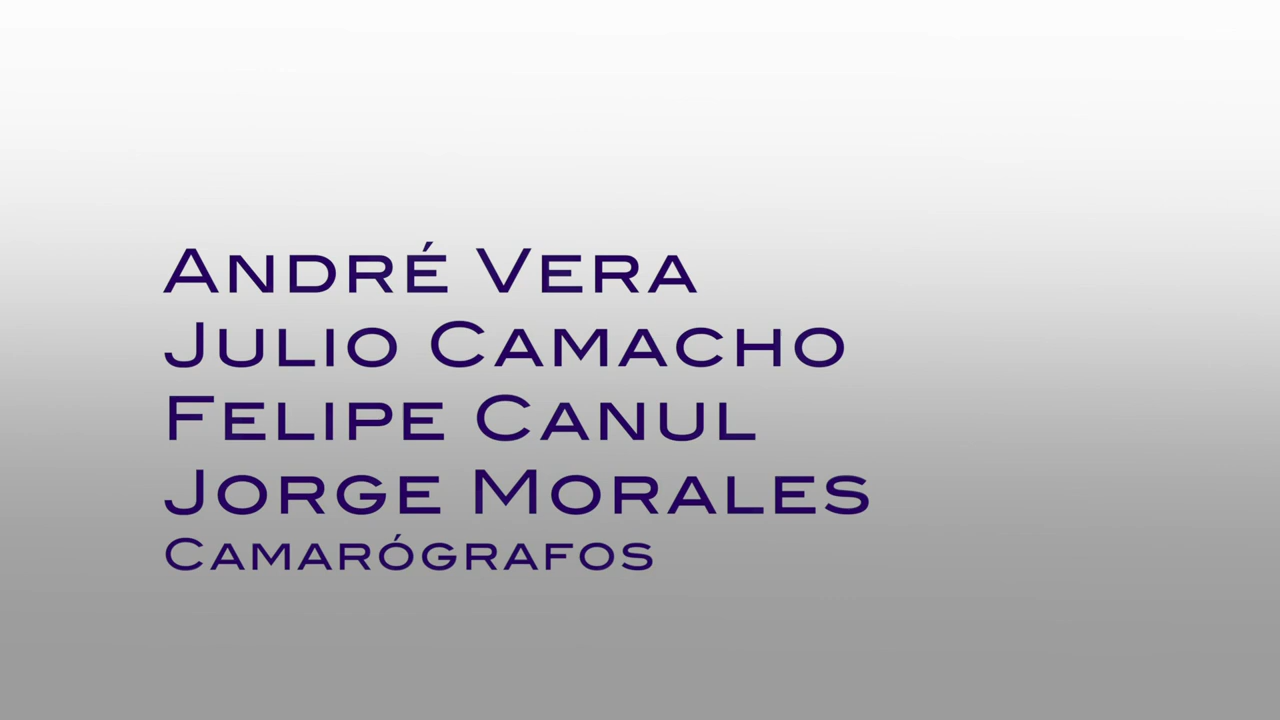 André Vera
Julio Camacho
Felipe Canul
Jorge Morales
Camarógrafos